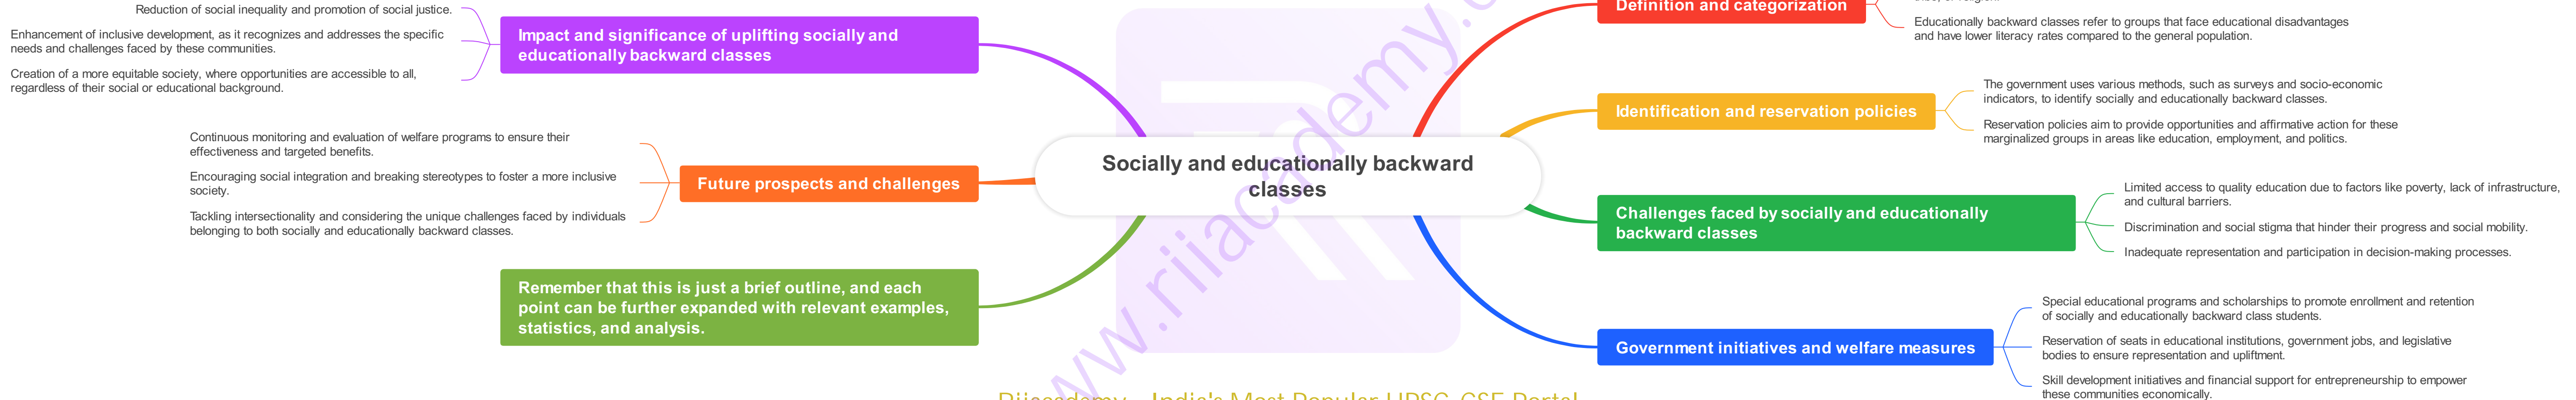 Socially and educationally backward
classes
Definition and categorization
Educationally backward classes refer to groups that face educational disadvantages
and have lower literacy rates compared to the general population.
Identification and reservation policies
The government uses various methods, such as surveys and socio-economic
indicators, to identify socially and educationally backward classes.
Reservation policies aim to provide opportunities and affirmative action for these
marginalized groups in areas like education, employment, and politics.
Challenges faced by socially and educationally
backward classes
Limited access to quality education due to factors like poverty, lack of infrastructure,
and cultural barriers.
Discrimination and social stigma that hinder their progress and social mobility.
Inadequate representation and participation in decision-making processes.
Government initiatives and welfare measures
Special educational programs and scholarships to promote enrollment and retention
of socially and educationally backward class students.
Reservation of seats in educational institutions, government jobs, and legislative
bodies to ensure representation and upliftment.
Skill development initiatives and financial support for entrepreneurship to empower
these communities economically.
Impact and significance of uplifting socially and
educationally backward classes
Reduction of social inequality and promotion of social justice.
Enhancement of inclusive development, as it recognizes and addresses the specific
needs and challenges faced by these communities.
Creation of a more equitable society, where opportunities are accessible to all,
regardless of their social or educational background.
Future prospects and challenges
Continuous monitoring and evaluation of welfare programs to ensure their
effectiveness and targeted benefits.
Encouraging social integration and breaking stereotypes to foster a more inclusive
society.
Tackling intersectionality and considering the unique challenges faced by individuals
belonging to both socially and educationally backward classes.
Remember that this is just a brief outline, and each
point can be further expanded with relevant examples,
statistics, and analysis.
India's Most Popular UPSC-CSE Portal